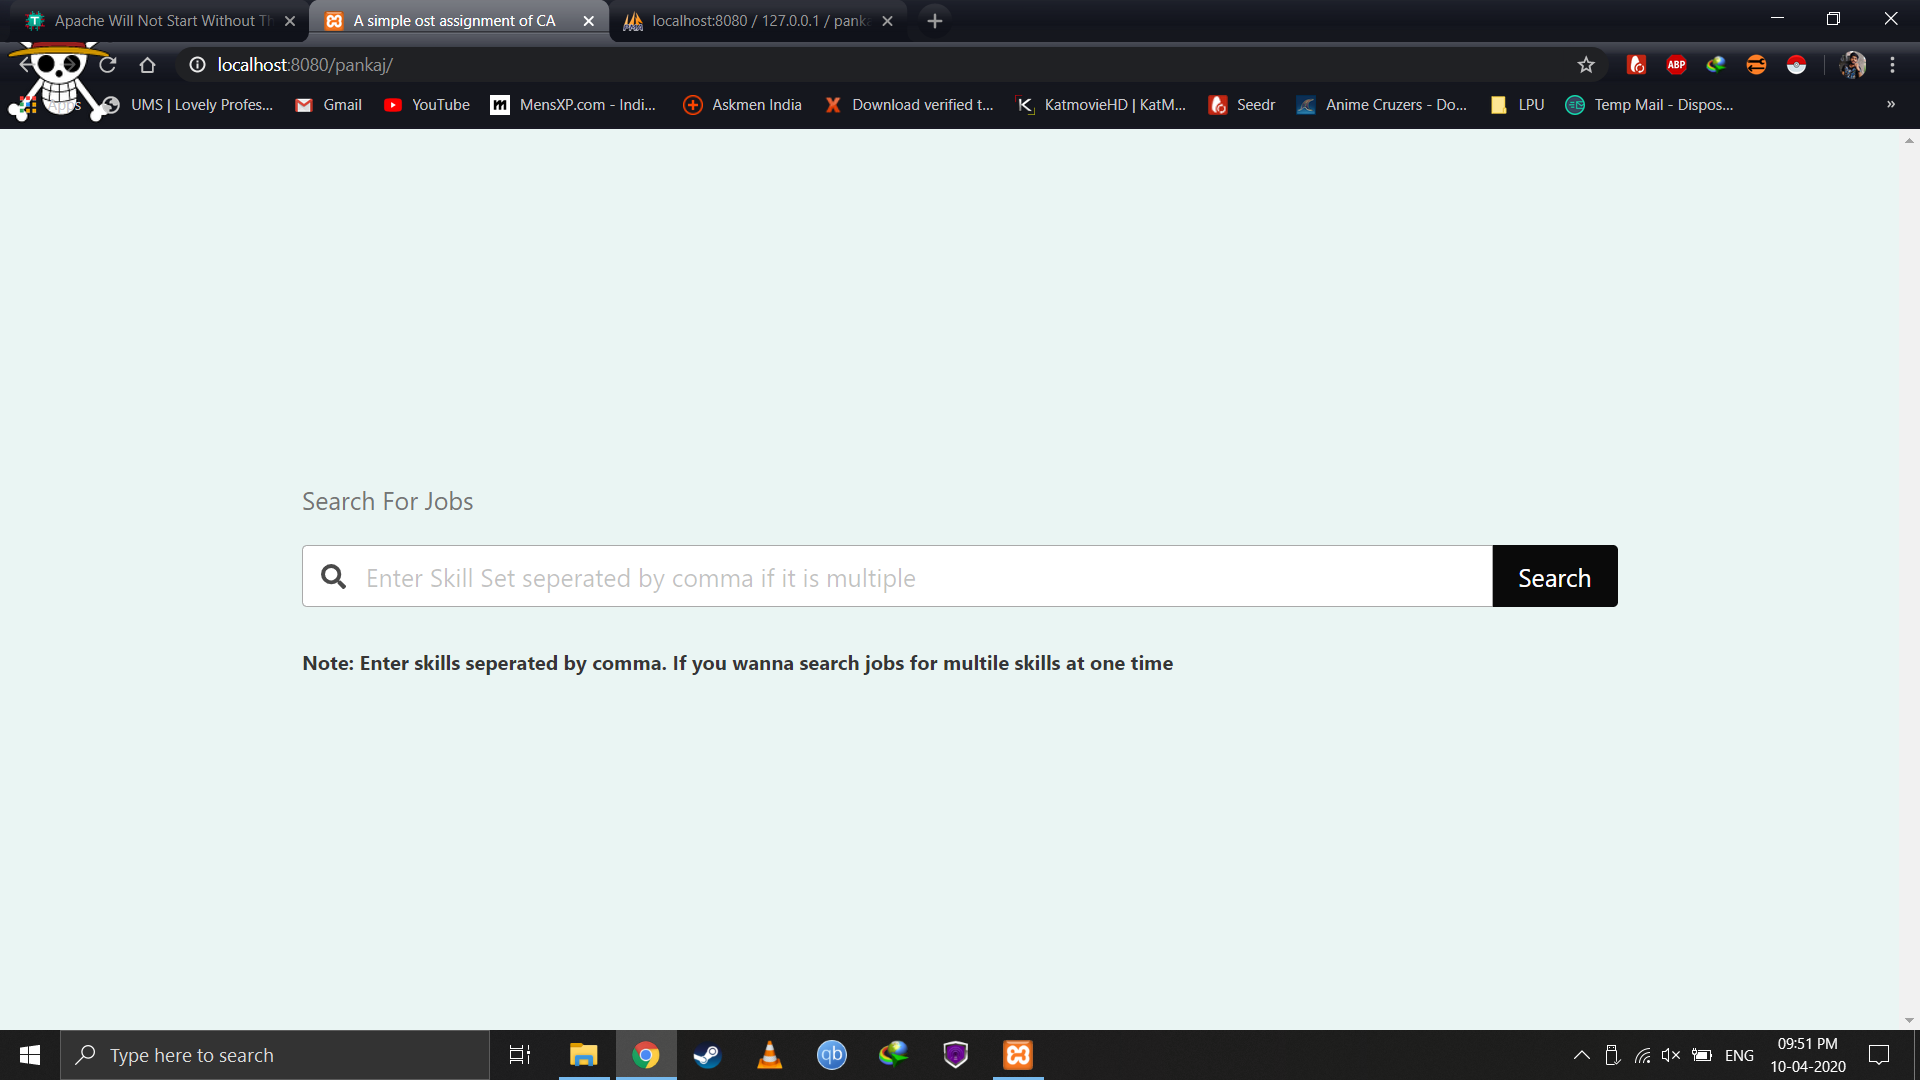 Apache Will Not Start Without Th
A simple ost assignment of CA
localhost:8080 / 127.0.0.1 / panka
localhost:8080/pankaj/
ABP
Apps
UMS | Lovely Profes...
Gmail
YouTube
m
MensXP.com - Indi...
Askmen India
X
Download verified t...
K
KatmovieHD | KatM...
Seedr
Anime Cruzers - Do...
LPU
Temp Mail - Dispos...
»
Search For Jobs
Enter Skill Set seperated by comma if it is multiple
Search
Note: Enter skills seperated by comma. If you wanna search jobs for multile skills at one time
Type here to search
qb
ENG
09:51 PM
10-04-2020